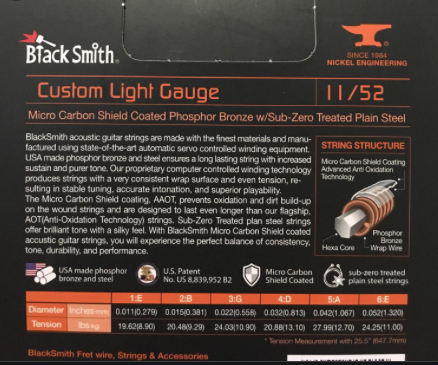 BlackSmith®
SINCE 1984
NICKEL ENGINEERING
Custom Light Gauge
11/52
Micro Carbon Shield Coated Phosphor Bronze w/Sub-Zero Treated Plain Steel
BlackSmith acoustic guitar strings are made with the finest materials and manu-
factured using state-of-the-art automatic servo controlled winding equipment.
USA made phosphor bronze and steel ensures a long lasting string with increased
sustain and purer tone. Our proprietary computer controlled winding technology
produces strings with a very consistent wrap surface and even tension, re-
sulting in stable tuning, accurate intonation, and superior playability.
The Micro Carbon Shield coating, AAOT, prevents oxidation and dirt build-up
on the wound strings and are designed to last even longer than our flagship,
AOT(Anti-Oxidation Technology) strings. Sub-Zero Treated plan steel strings
offer brilliant tone with a silky feel. With BlackSmith Micro Carbon Shield coated
accustic guitar strings, you will experience the perfect balance of consistency,
tone, durability, and performance.
STRING STRUCTURE
Micro Carbon Shield Coating
Advanced Anti Oxidation
Technology
Hexa Core
Phosphor
Bronze
Wrap Wire
USA made phosphor
bronze and steel
U.S. Patent
No. US 8,839,952 B2
Micro Carbon
Shield Coated
sub-zero treated
plain steel strings
1:E 2:B 3:G 4:D 5:A 6:E
Diameter Inches mm 0.011(0.279) 0.015(0.381) 0.022(0.558) 0.032(0.813) 0.042(1.067) 0.052(1.320)
Tension lbs kg 19.62(8.90) 20.48(9.29) 24.03(10.90) 28.88(13.10) 27.99(12.70) 24.25(11.00)
* Tension Measurement with 25.5" (647.7mm)
BlackSmith Fret wire, Strings & Accessories